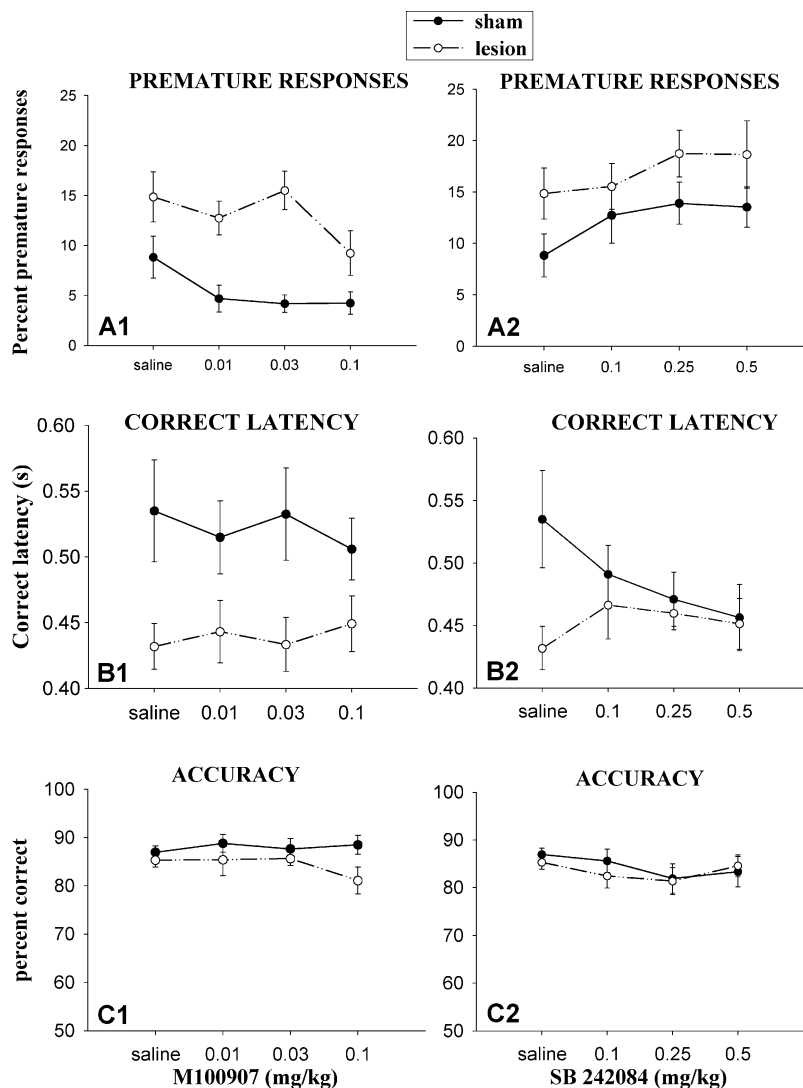 sham
lesion
PREMATURE RESPONSES
Percent premature responses
25
20
15
10
5
0
A1
saline 0.01 0.03 0.1
PREMATURE RESPONSES
25
20
15
10
5
0
A2
saline 0.1 0.25 0.5
CORRECT LATENCY
Correct latency (s)
0.60
0.55
0.50
0.45
0.40
B1
saline 0.01 0.03 0.1
CORRECT LATENCY
0.60
0.55
0.50
0.45
0.40
B2
saline 0.1 0.25 0.5
ACCURACY
percent correct
100
90
80
70
60
50
C1
saline 0.01 0.03 0.1
M100907 (mg/kg)
ACCURACY
100
90
80
70
60
50
C2
saline 0.1 0.25 0.5
SB 242084 (mg/kg)